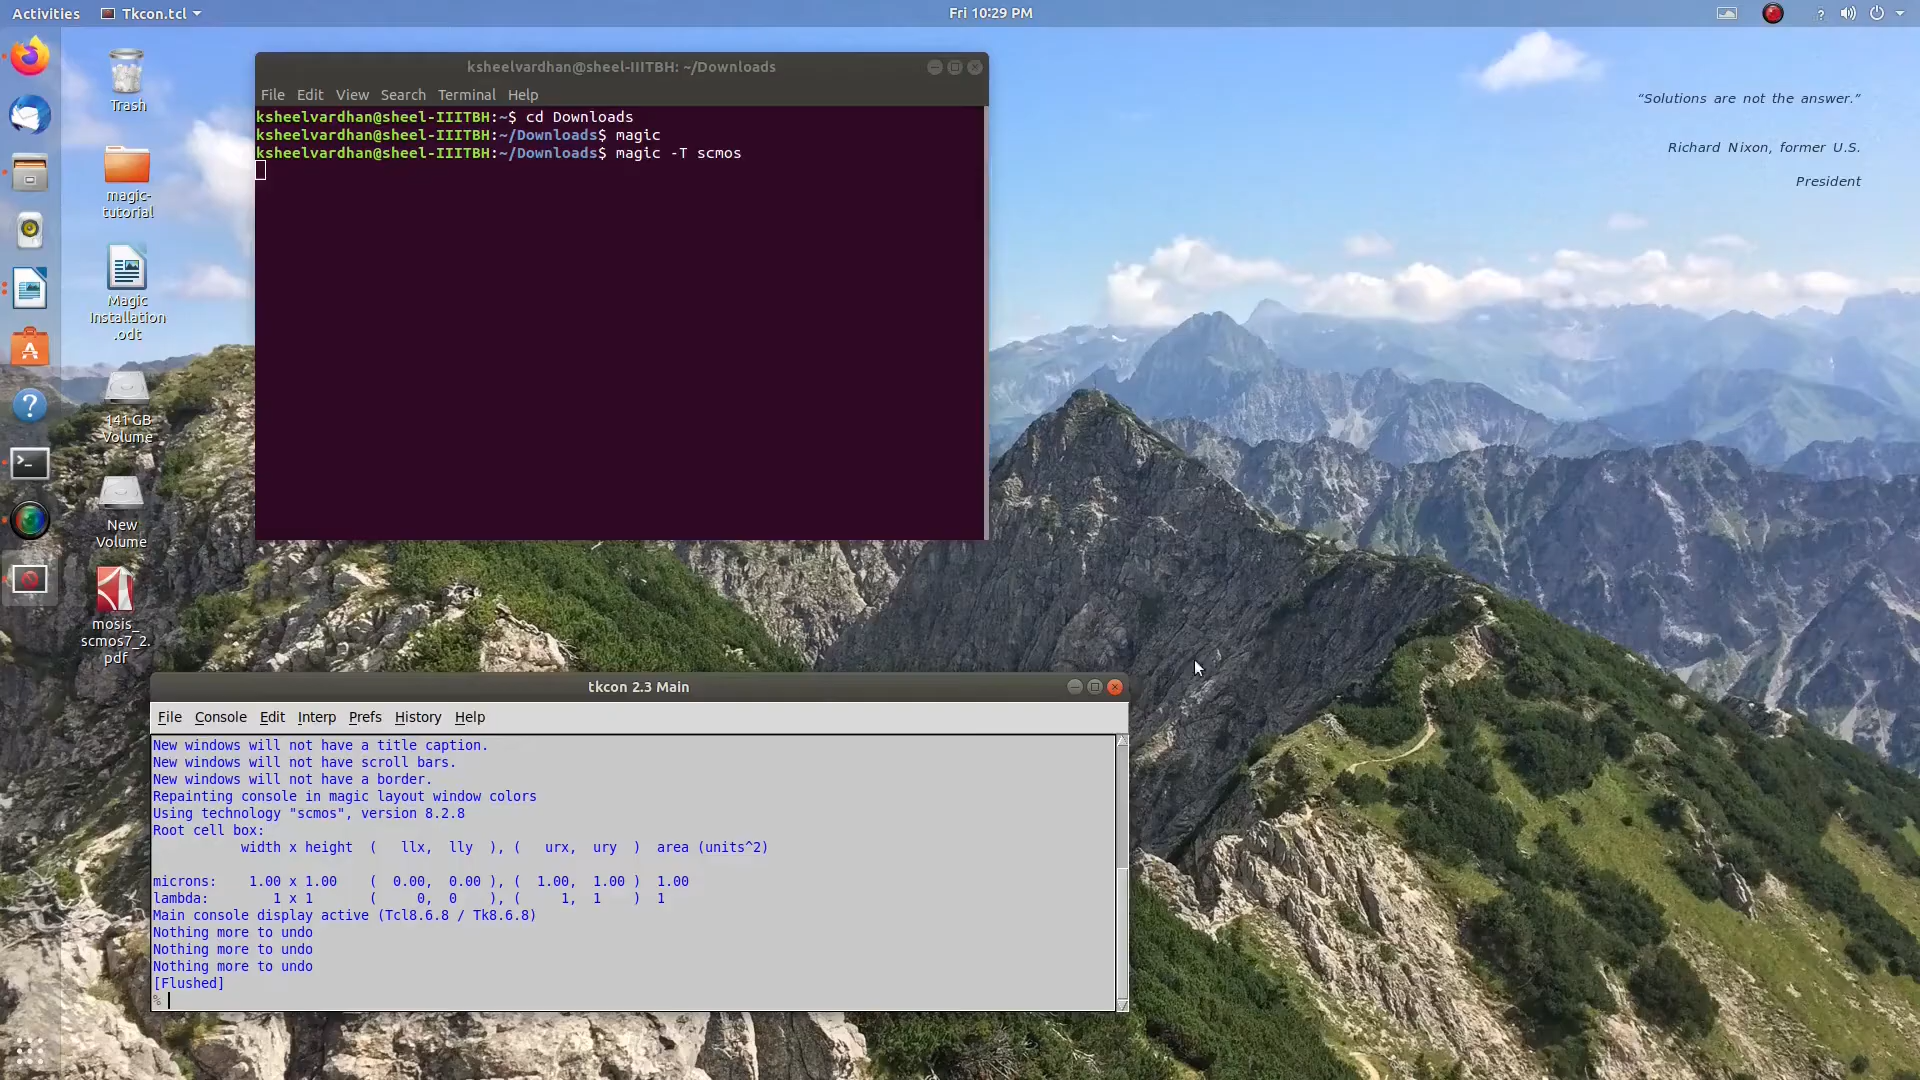 Activities
Tkcon.tcl
Fri 10:29 PM
?
Trash
magic-
tutorial
Magic
Installation
.odt
141 GB
Volume
New
Volume
mosis_
scmos7_2.
pdf
ksheelvardhan@sheel-IIITBH: ~/Downloads
File Edit View Search Terminal Help
ksheelvardhan@sheel-IIITBH:~$ cd Downloads
ksheelvardhan@sheel-IIITBH:~/Downloads$ magic
ksheelvardhan@sheel-IIITBH:~/Downloads$ magic -T scmos
“Solutions are not the answer.”
Richard Nixon, former U.S.
President
tkcon 2.3 Main
File Console Edit Interp Prefs History Help
New windows will not have a title caption.
New windows will not have scroll bars.
New windows will not have a border.
Repainting console in magic layout window colors
Using technology "scmos", version 8.2.8
Root cell box:
width x height ( llx, lly ), ( urx, ury ) area (units^2)
microns: 1.00 x 1.00 ( 0.00, 0.00 ), ( 1.00, 1.00 ) 1.00
lambda: 1 x 1 ( 0, 0 ), ( 1, 1 ) 1
Main console display active (Tcl8.6.8 / Tk8.6.8)
Nothing more to undo
Nothing more to undo
Nothing more to undo
[Flushed]
%